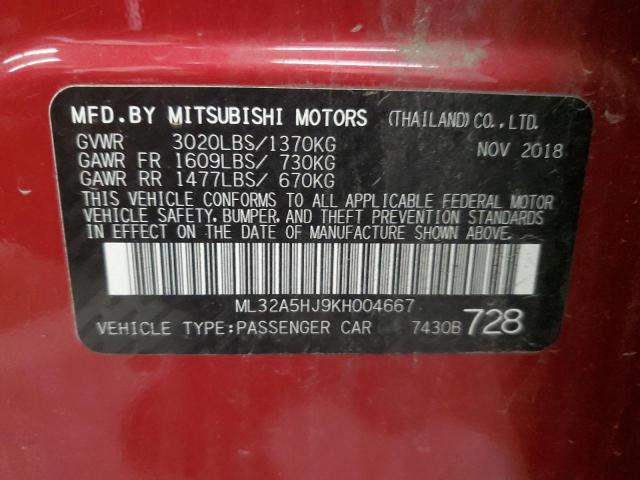 MFD.BY MITSUBISHI MOTORS (THAILAND)CO.,LTD.
GVWR 3020LBS/1370KG NOV 2018
GAWR FR 1609LBS/ 730KG
GAWR RR 1477LBS/ 670KG
THIS VEHICLE CONFORMS TO ALL APPLICABLE FEDERAL MOTOR
VEHICLE SAFETY, BUMPER, AND THEFT PREVENTION STANDARDS
IN EFFECT ON THE DATE OF MANUFACTURE SHOWN ABOVE.
ML32A5HJ9KH004667
VEHICLE TYPE:PASSENGER CAR 7430B 728